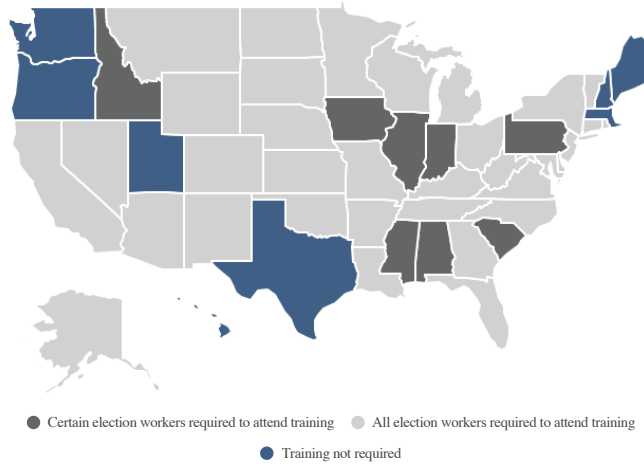 Certain election workers required to attend training All election workers required to attend training
Training not required